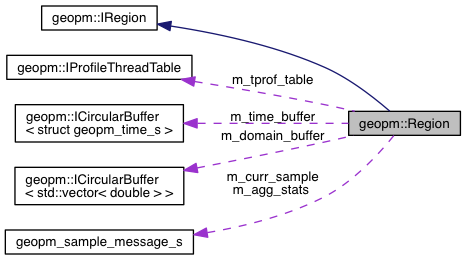 geopm::IRegion
geopm::IProfileThreadTable
m_tprof_table
geopm::ICircularBuffer
< struct geopm_time_s >
m_time_buffer
geopm::Region
m_domain_buffer
geopm::ICircularBuffer
< std::vector< double > >
m_curr_sample
m_agg_stats
geopm_sample_message_s